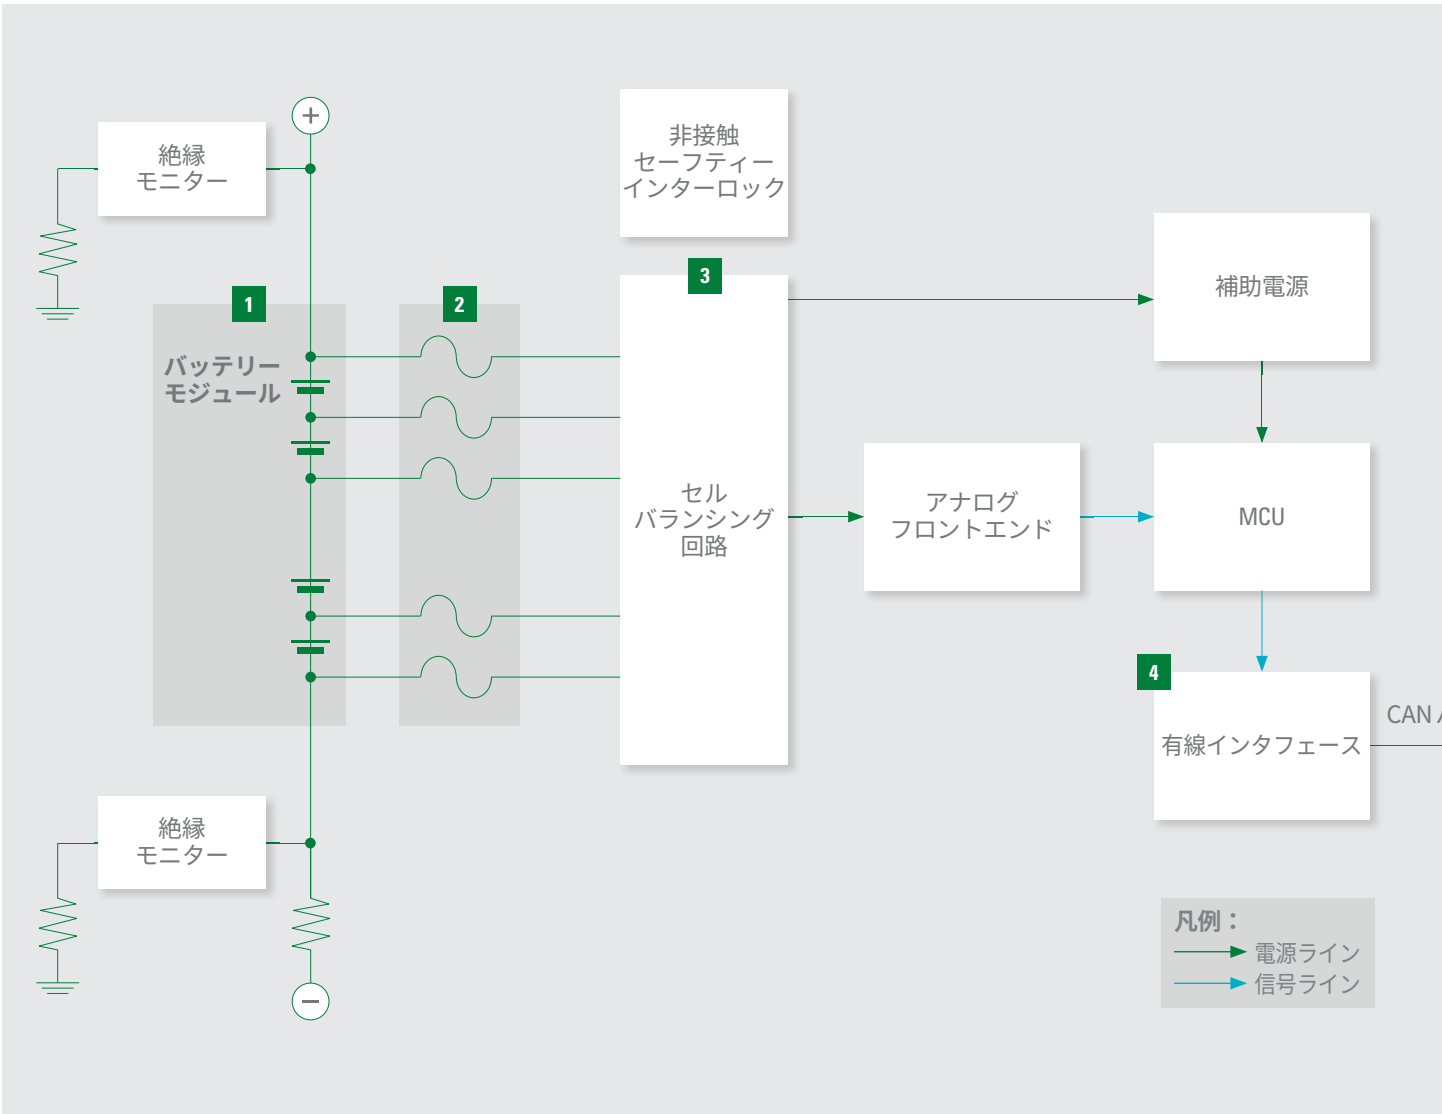 +
絶縁
モニター
非接触
セーフティー
インターロック
1
2
3
バッテリー
モジュール
補助電源
セル
バランシング
回路
アナログ
フロントエンド
MCU
4
有線インタフェース
CAN
絶縁
モニター
−
凡例：
電源ライン
信号ライン